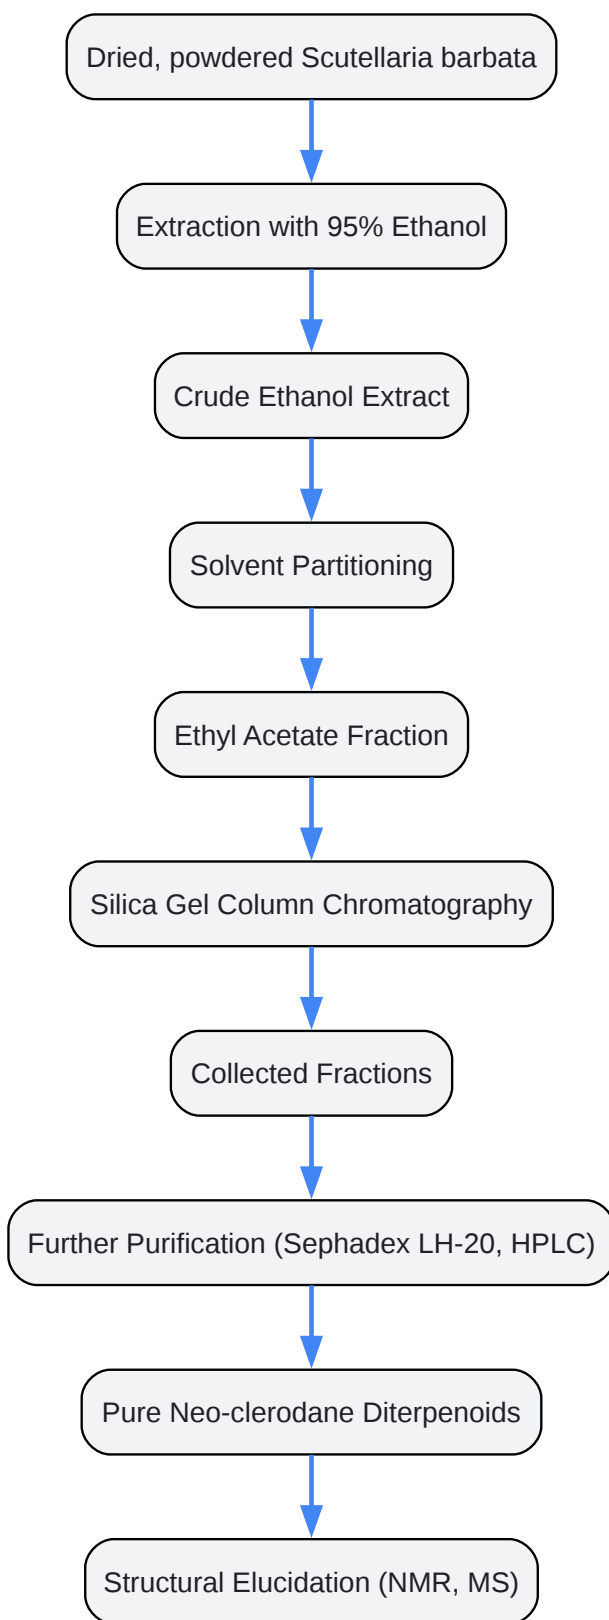 Dried, powdered Scutellaria barbata
Extraction with 95% Ethanol
Crude Ethanol Extract
Solvent Partitioning
Ethyl Acetate Fraction
Silica Gel Column Chromatography
Collected Fractions
Further Purification (Sephadex LH-20, HPLC)
Pure Neo-clerodane Diterpenoids
Structural Elucidation (NMR, MS)